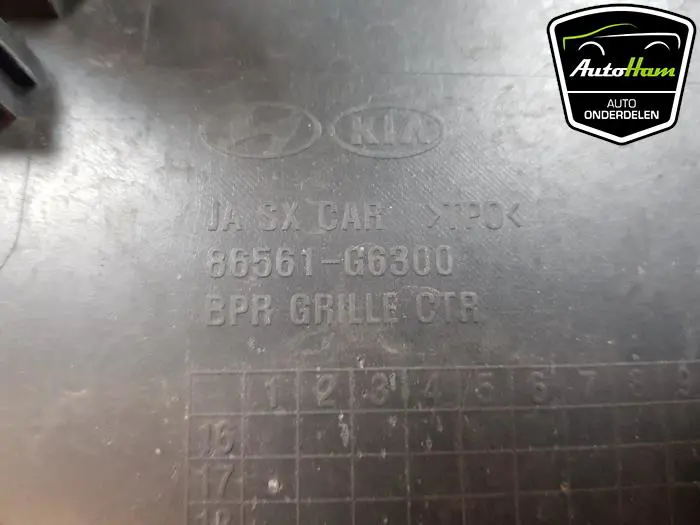 AutoHam
AUTO
ONDERDELEN
KIA
JA SX CAR >TPO<
86561-G6300
BPR GRILLE CTR
1 2 3 4 5 6 7 8 9
16
17
18